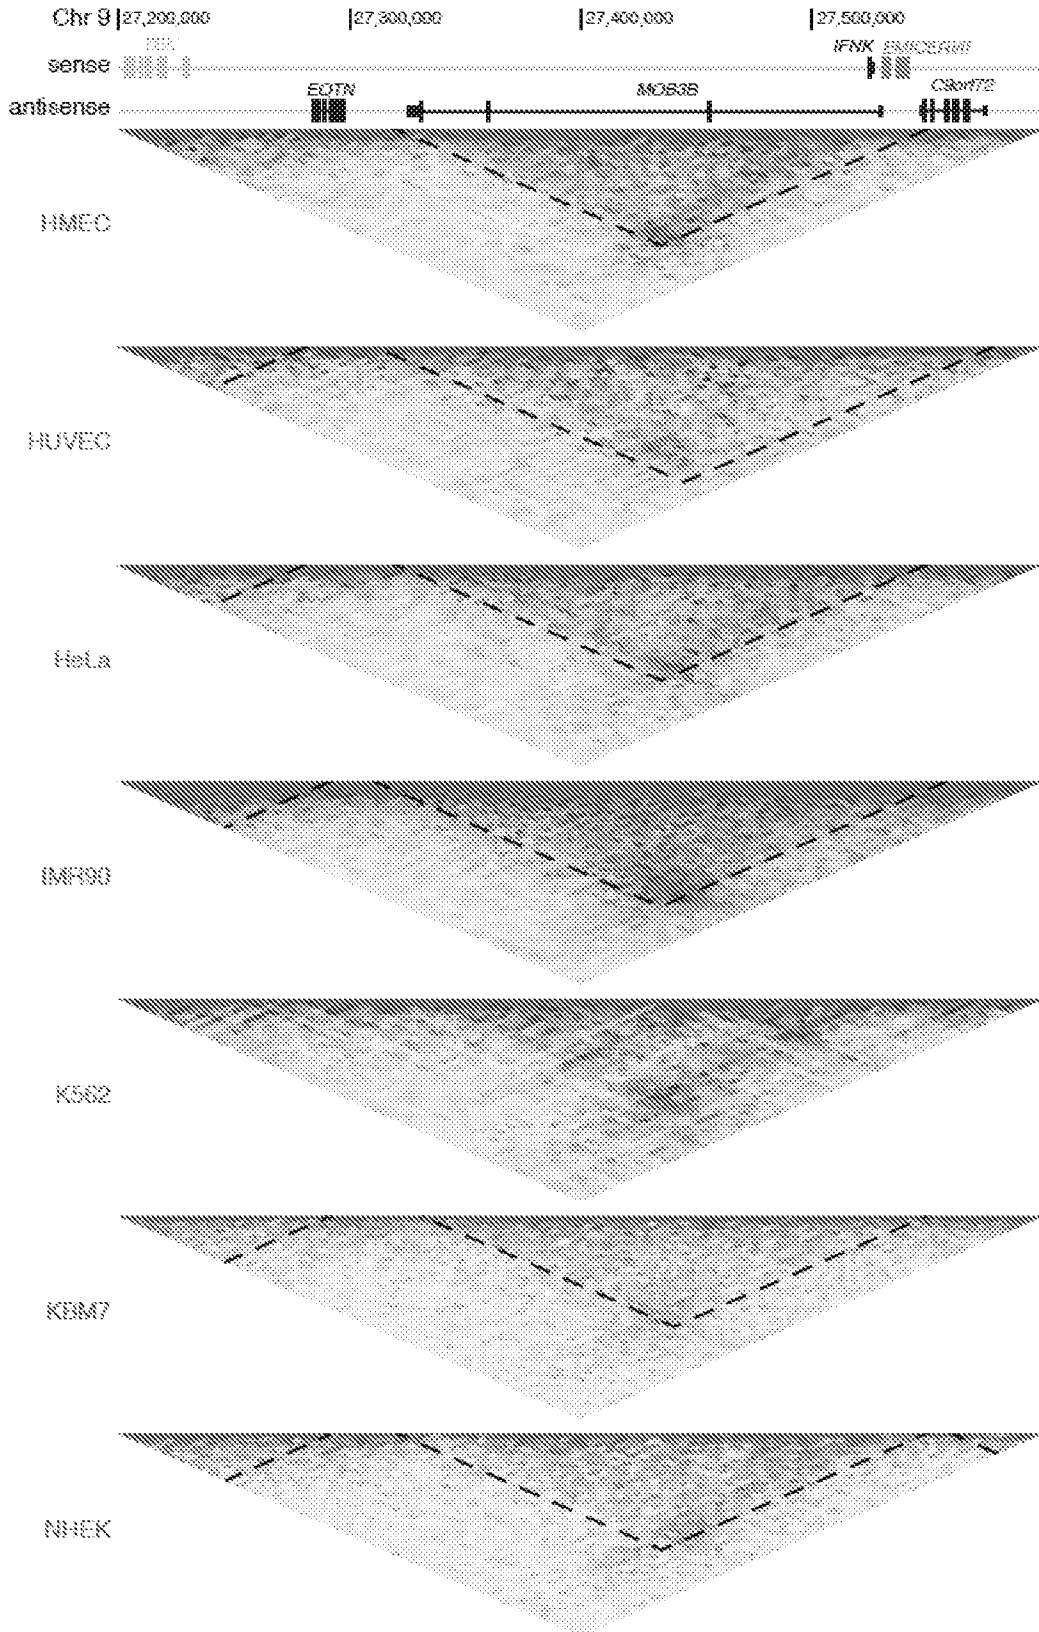 Chr 9 |27,200,000 |27,300,000 |27,400,000 |27,500,000
IFNK
sense
EQTN MOB3B C9orf72
antisense
HMEC
HUVEC
HeLa
IMR90
K562
KBM7
NHEK